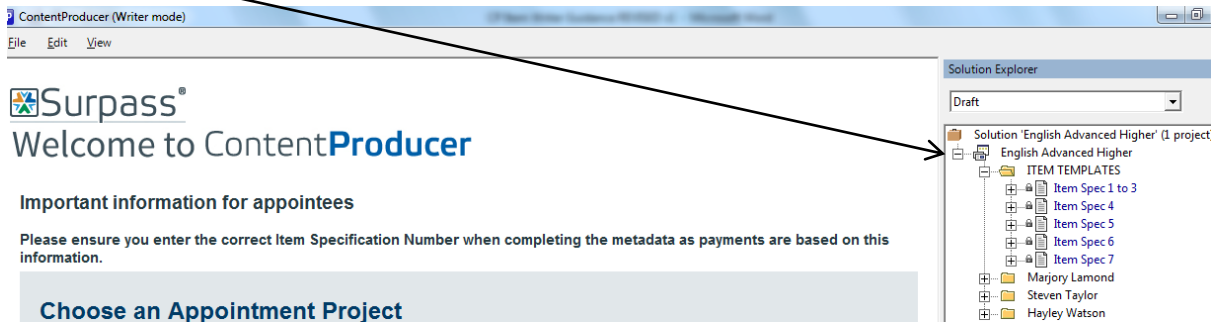 ContentProducer (Writer mode)
File Edit View
Surpass®
Welcome to ContentProducer
Important information for appointees
Please ensure you enter the correct Item Specification Number when completing the metadata as payments are based on this
information.
Choose an Appointment Project
Solution Explorer
Draft
Solution 'English Advanced Higher' (1 project)
English Advanced Higher
ITEM TEMPLATES
Item Spec 1 to 3
Item Spec 4
Item Spec 5
Item Spec 6
Item Spec 7
Marjory Lamond
Steven Taylor
Hayley Watson